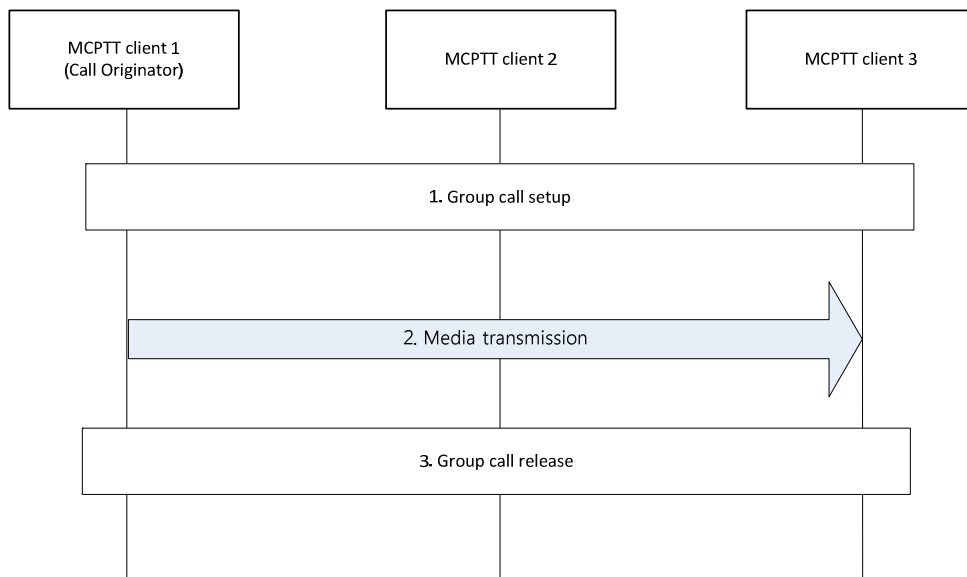 MCPTT client 1
(Call Originator)
MCPTT client 2
MCPTT client 3
1. Group call setup
2. Media transmission
3. Group call release